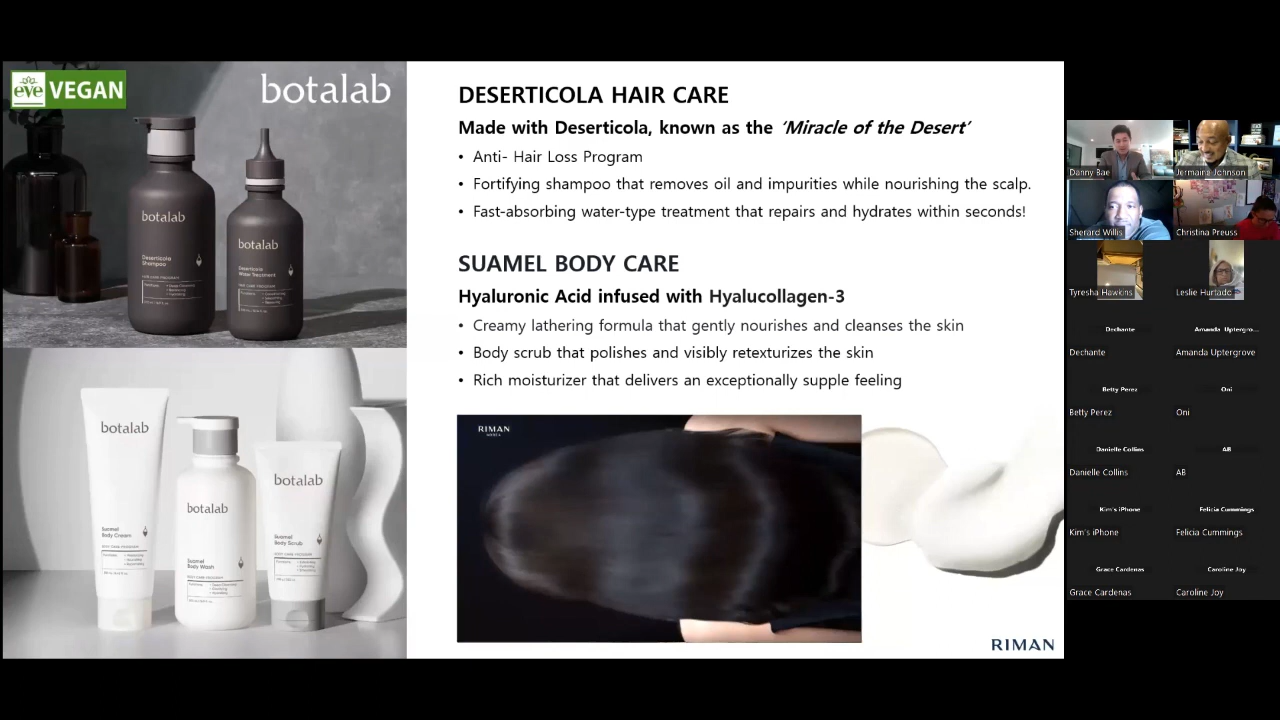 eve VEGAN
botalab
botalab
Deserticola
Shampoo
botalab
Deserticola
Water Treatment
botalab
Suamel
Body Cream
botalab
Suamel
Body Wash
botalab
Suamel
Body Scrub
DESERTICOLA HAIR CARE
Made with Deserticola, known as the 'Miracle of the Desert'
• Anti- Hair Loss Program
• Fortifying shampoo that removes oil and impurities while nourishing the scalp.
• Fast-absorbing water-type treatment that repairs and hydrates within seconds!
SUAMEL BODY CARE
Hyaluronic Acid infused with Hyalucollagen-3
• Creamy lathering formula that gently nourishes and cleanses the skin
• Body scrub that polishes and visibly retexturizes the skin
• Rich moisturizer that delivers an exceptionally supple feeling
RIMAN
RIMAN
Danny Bae
Jermaine Johnson
Sherard Willis
Christina Preuss
Tyresha Hawkins
Leslie Hurtado
Dechante
Amanda Uptergro...
Dechante
Amanda Uptergrove
Betty Perez
Oni
Betty Perez
Oni
Danielle Collins
AB
Danielle Collins
AB
Kim's iPhone
Felicia Cummings
Kim's iPhone
Felicia Cummings
Grace Cardenas
Caroline Joy
Grace Cardenas
Caroline Joy